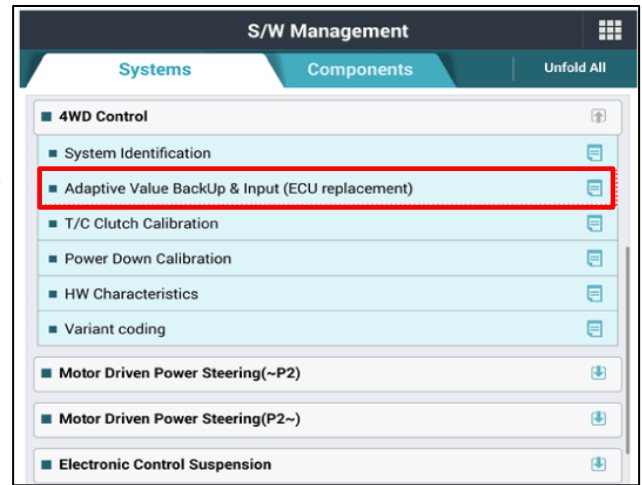 S/W Management
Systems
Components
Unfold All
4WD Control
System Identification
Adaptive Value BackUp & Input (ECU replacement)
T/C Clutch Calibration
Power Down Calibration
HW Characteristics
Variant coding
Motor Driven Power Steering(~P2)
Motor Driven Power Steering(P2~)
Electronic Control Suspension